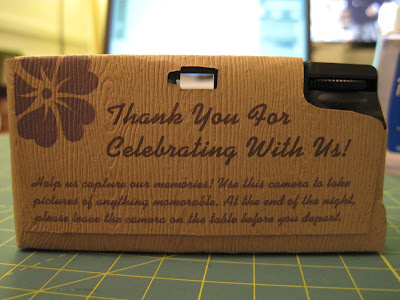 Thank You For
Celebrating With Us!
Help us capture our memories! Use this camera to take
pictures of anything memorable. At the end of the night,
please leave the camera on the table before you depart.